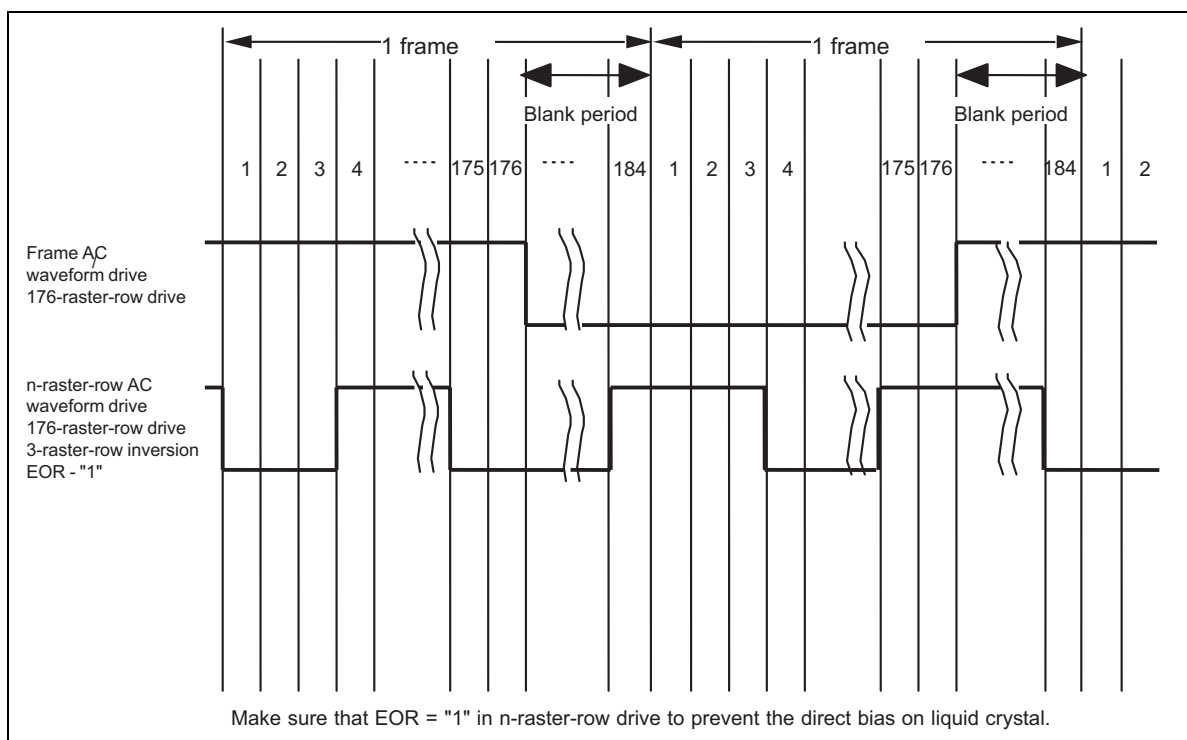 1 frame 1 frame
Blank period Blank period
1 2 3 4 ···· 175 176 ···· 184 1 2 3 4 ···· 175 176 ···· 184 1 2
Frame AC
waveform drive
176-raster-row drive
n-raster-row AC
waveform drive
176-raster-row drive
3-raster-row inversion
EOR - "1"
Make sure that EOR = "1" in n-raster-row drive to prevent the direct bias on liquid crystal.